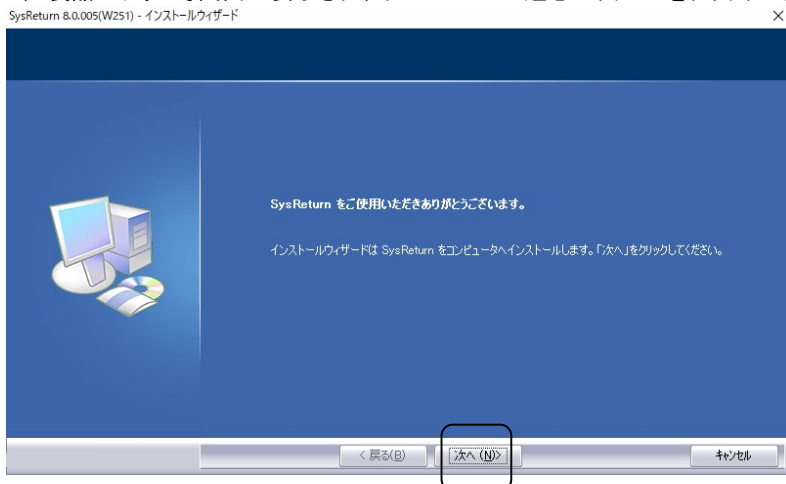 SysReturn 8.0.005(W251) - インストールウィザード
SysReturn をご使用いただきありがとうございます。
インストールウィザードは SysReturn をコンピュータへインストールします。「次へ」をクリックしてください。
< 戻る(B)
次へ (N)>
キャンセル